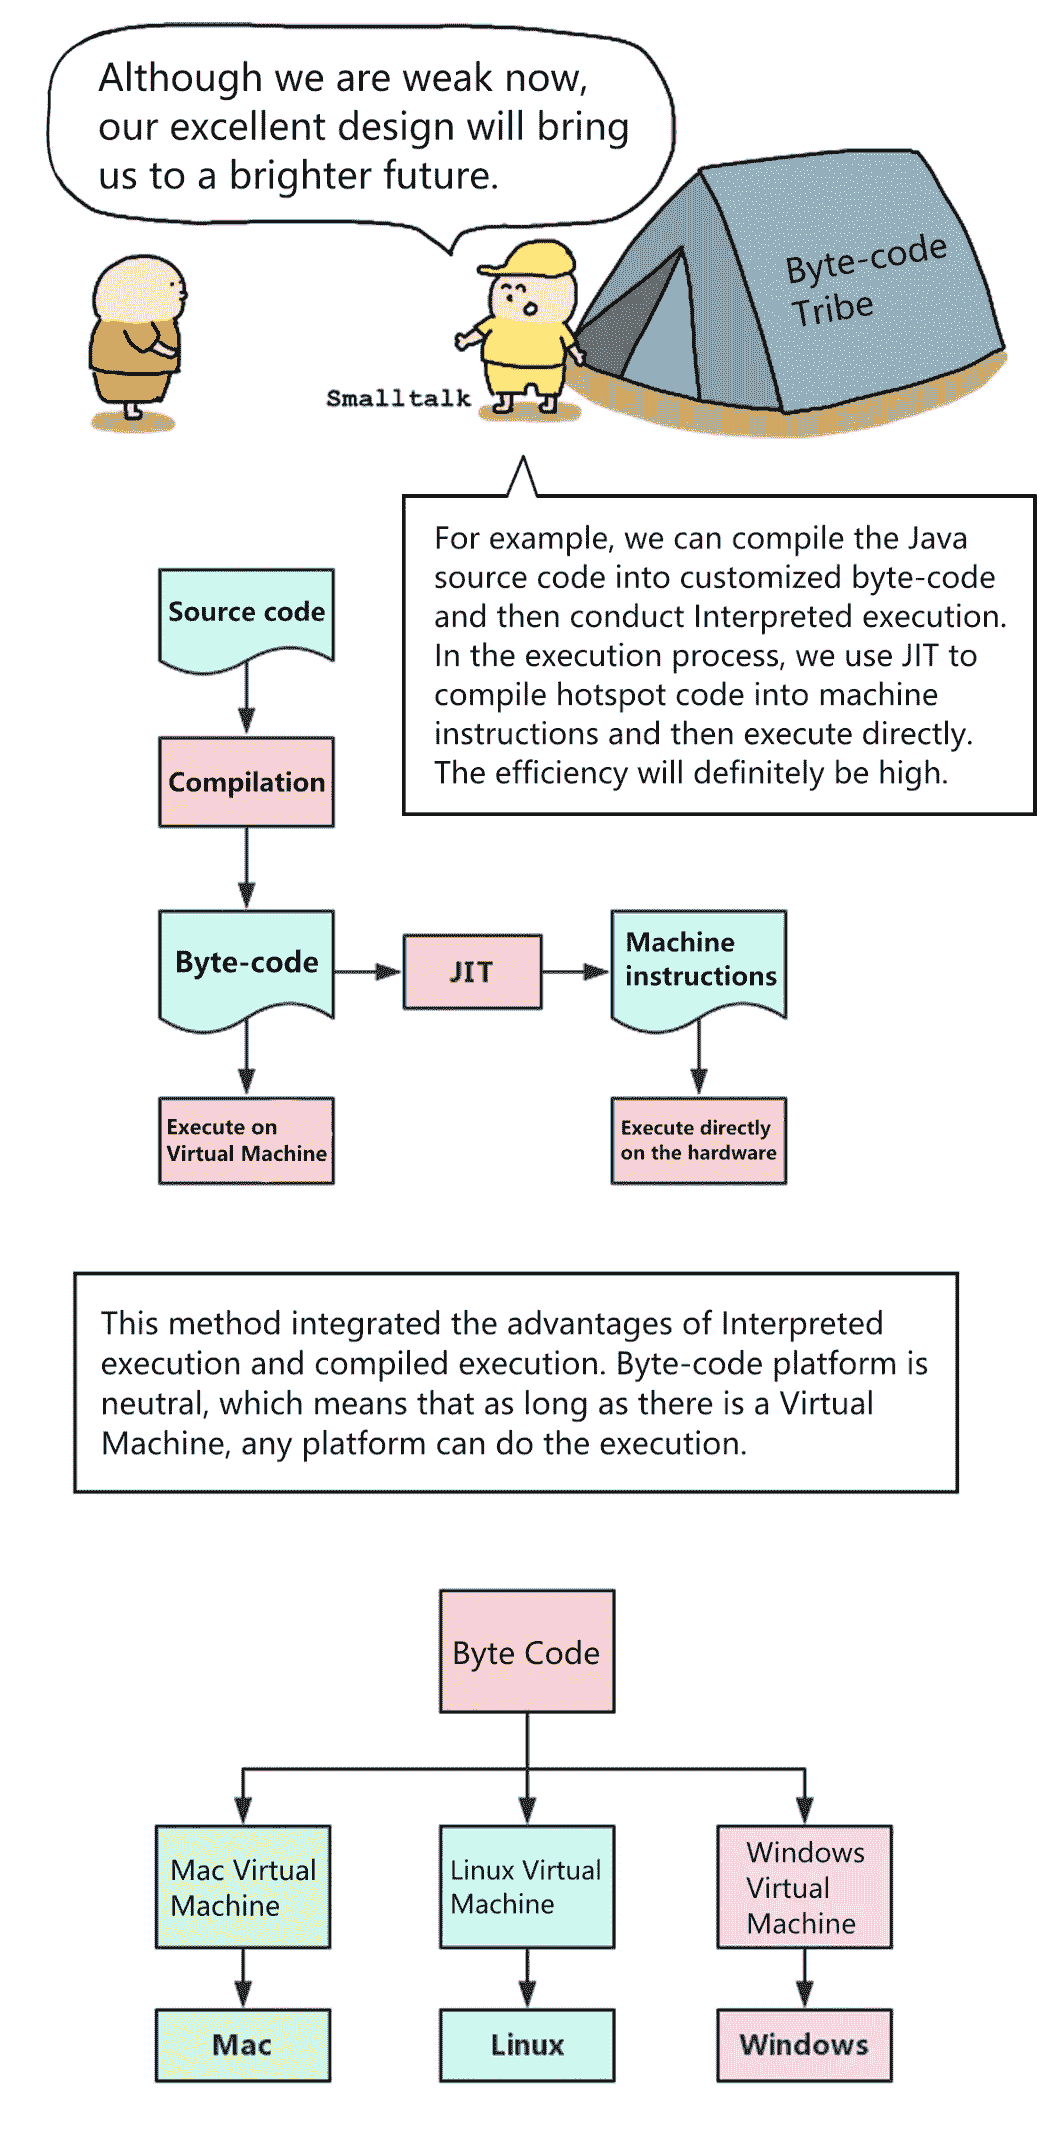 Although we are weak now,
our excellent design will bring
us to a brighter future.
Byte-code
Tribe
Smalltalk
For example, we can compile the Java
source code into customized byte-code
and then conduct Interpreted execution.
In the execution process, we use JIT to
compile hotspot code into machine
instructions and then execute directly.
The efficiency will definitely be high.
Source code
Compilation
Byte-code
JIT
Machine
instructions
Execute on
Virtual Machine
Execute directly
on the hardware
This method integrated the advantages of Interpreted
execution and compiled execution. Byte-code platform is
neutral, which means that as long as there is a Virtual
Machine, any platform can do the execution.
Byte Code
Mac Virtual
Machine
Linux Virtual
Machine
Windows
Virtual
Machine
Mac
Linux
Windows